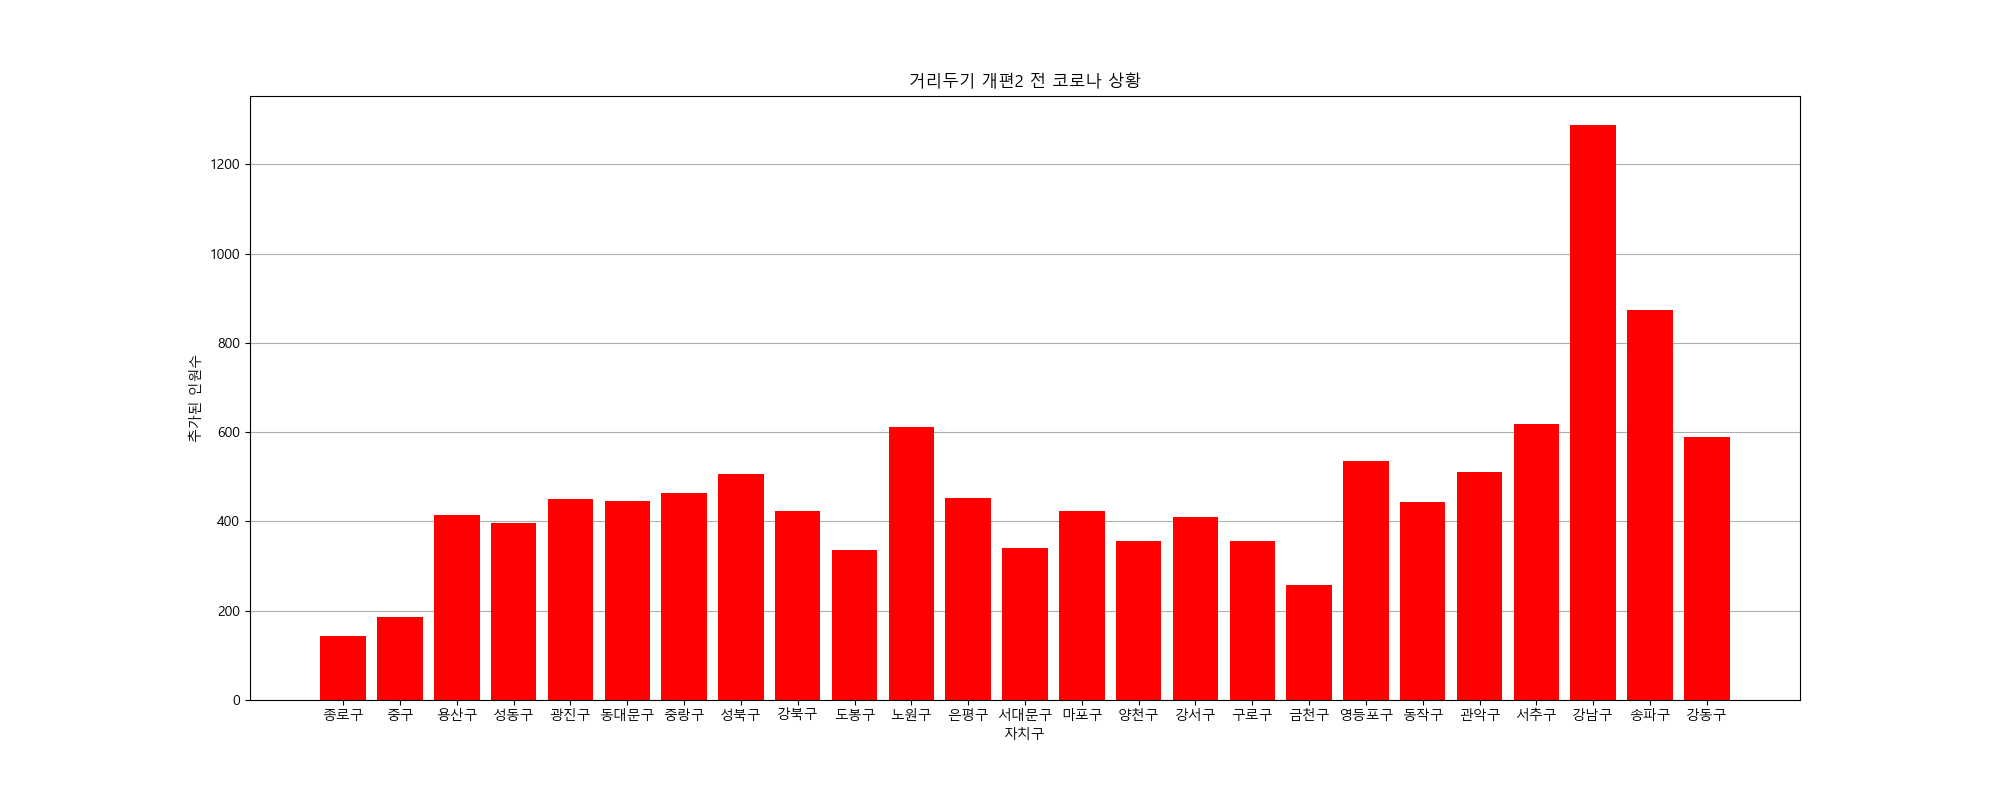 거리두기 개편2 전 코로나 상황
추가된 인원수
1200
1000
800
600
400
200
0
종로구 중구 용산구 성동구 광진구 동대문구 중랑구 성북구 강북구 도봉구 노원구 은평구 서대문구 마포구 양천구 강서구 구로구 금천구 영등포구 동작구 관악구 서추구 강남구 송파구 강동구
자치구